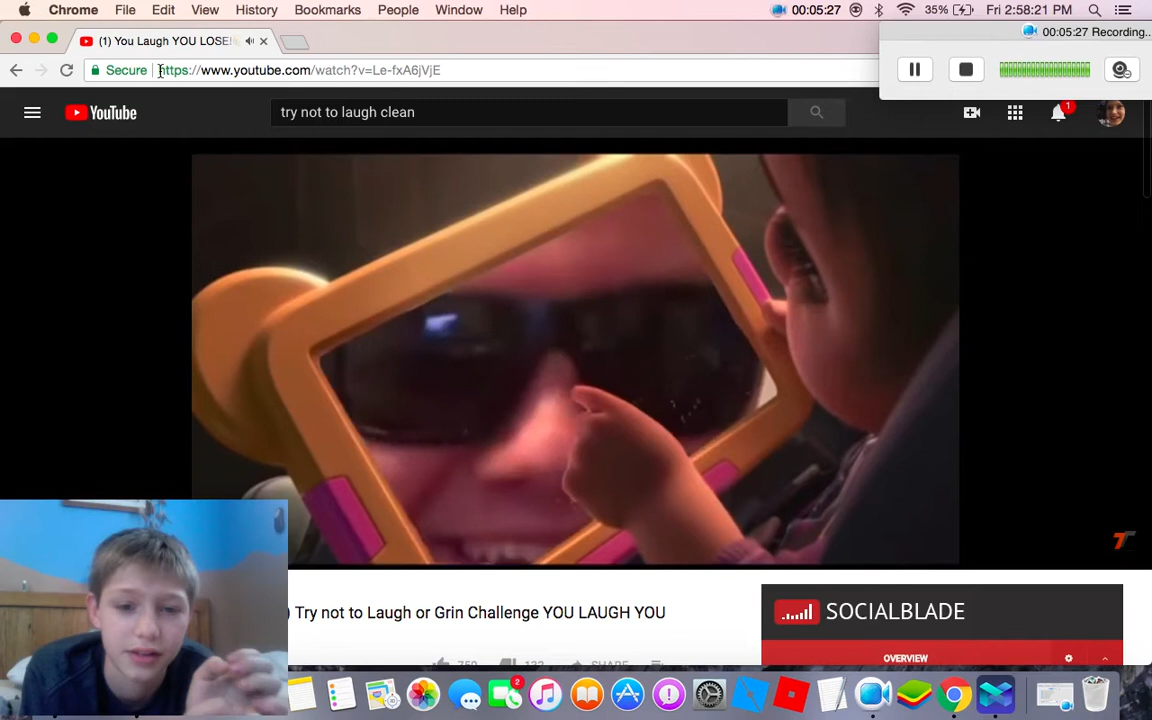 Chrome File Edit View History Bookmarks People Window Help 00:05:27 35% Fri 2:58:21 PM
00:05:27 Recording..
(1) You Laugh YOU LOSE!
Secure https://www.youtube.com/watch?v=Le-fxA6jVjE
YouTube try not to laugh clean 1
Try not to Laugh or Grin Challenge YOU LAUGH YOU
SOCIALBLADE
OVERVIEW
SHARE
2